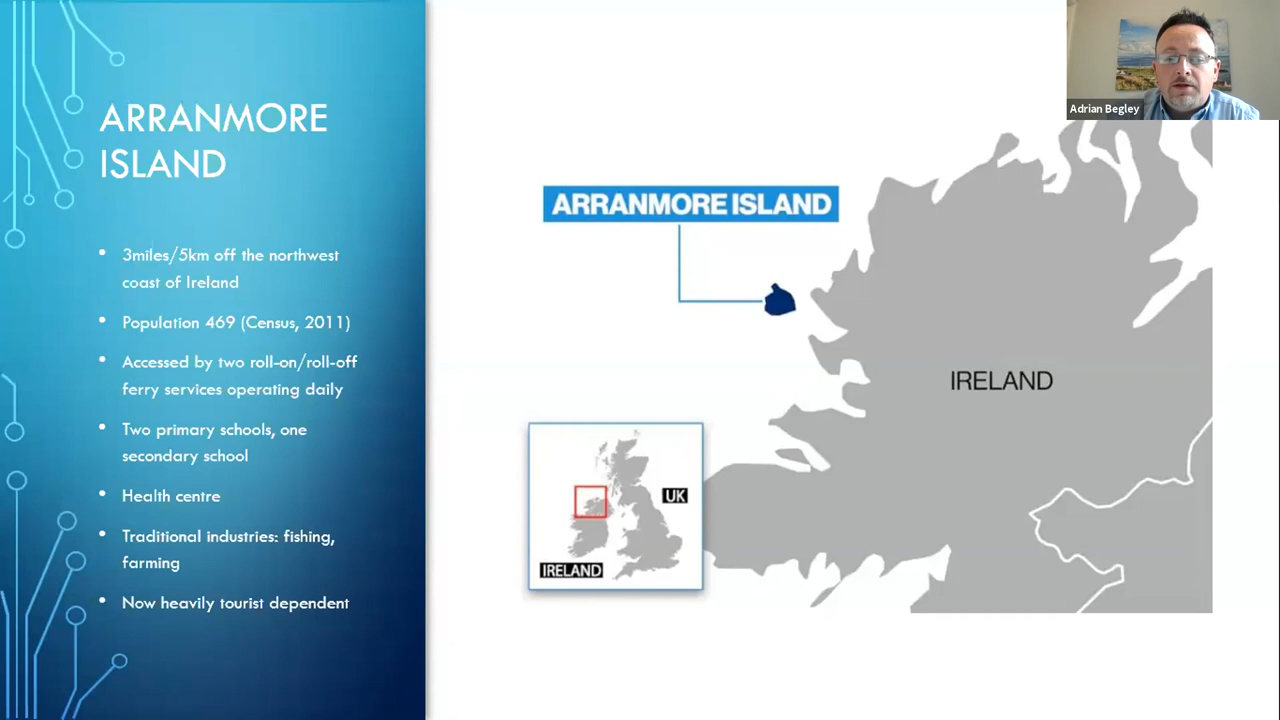 ARRANMORE
ISLAND
3miles/5km off the northwest
coast of Ireland
Population 469 (Census, 2011)
Accessed by two roll-on/roll-off
ferry services operating daily
Two primary schools, one
secondary school
Health centre
Traditional industries: fishing,
farming
Now heavily tourist dependent
Adrian Begley
ARRANMORE ISLAND
IRELAND
UK
IRELAND